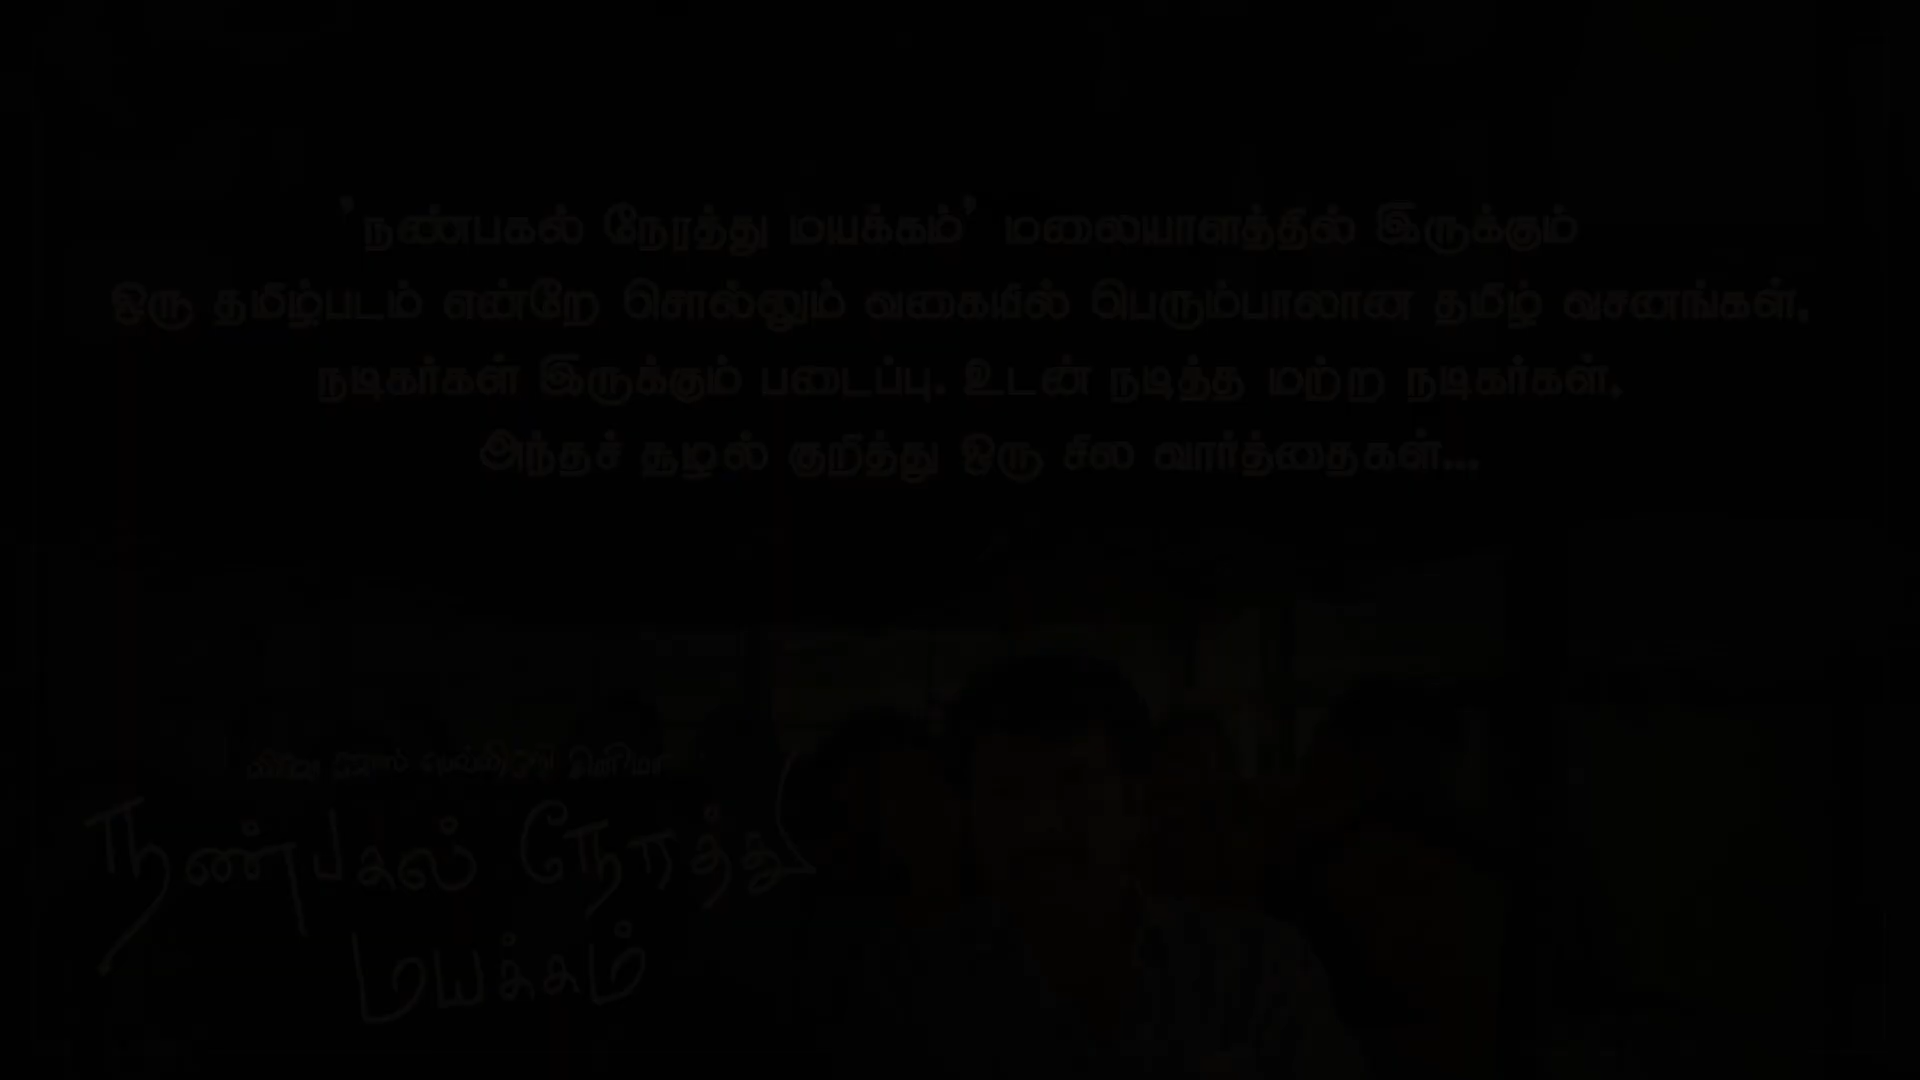 'நண்பகல் நேரத்து மயக்கம்' மலையாளத்தில் இருக்கும்
ஒரு தமிழ்படம் என்றே சொல்லும் வகையில் பெரும்பாலான தமிழ் வசனங்கள்,
நடிகர்கள் இருக்கும் படைப்பு. உடன் நடித்த மற்ற நடிகர்கள்,
அந்தச் சூழல் குறித்து ஒரு சில வார்த்தைகள்...
நண்பகல் நேரத்து
மயக்கம்